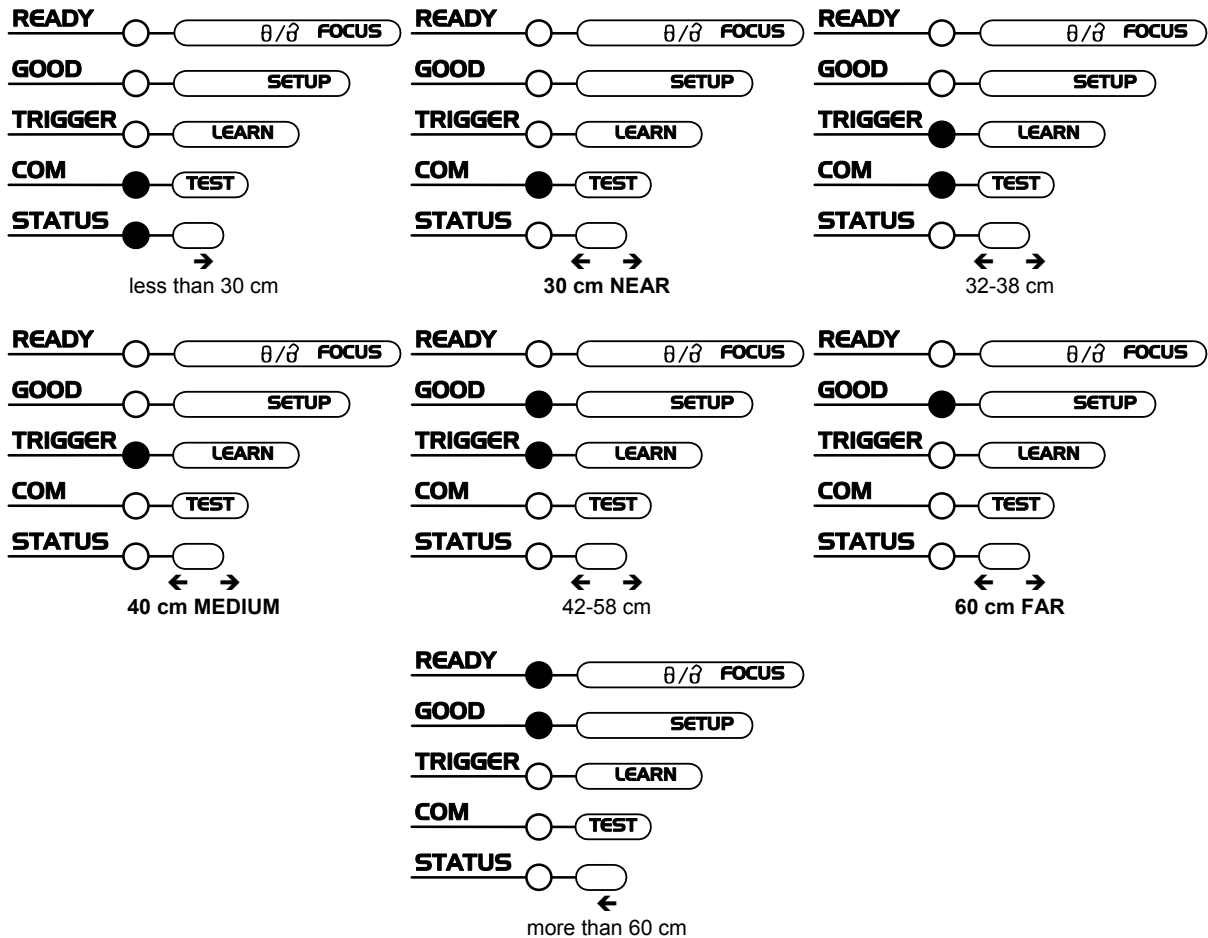 READY / FOCUS
GOOD SETUP
TRIGGER LEARN
COM TEST
STATUS
less than 30 cm
READY / FOCUS
GOOD SETUP
TRIGGER LEARN
COM TEST
STATUS
30 cm NEAR
READY / FOCUS
GOOD SETUP
TRIGGER LEARN
COM TEST
STATUS
32-38 cm
READY / FOCUS
GOOD SETUP
TRIGGER LEARN
COM TEST
STATUS
40 cm MEDIUM
READY / FOCUS
GOOD SETUP
TRIGGER LEARN
COM TEST
STATUS
42-58 cm
READY / FOCUS
GOOD SETUP
TRIGGER LEARN
COM TEST
STATUS
60 cm FAR
READY / FOCUS
GOOD SETUP
TRIGGER LEARN
COM TEST
STATUS
more than 60 cm